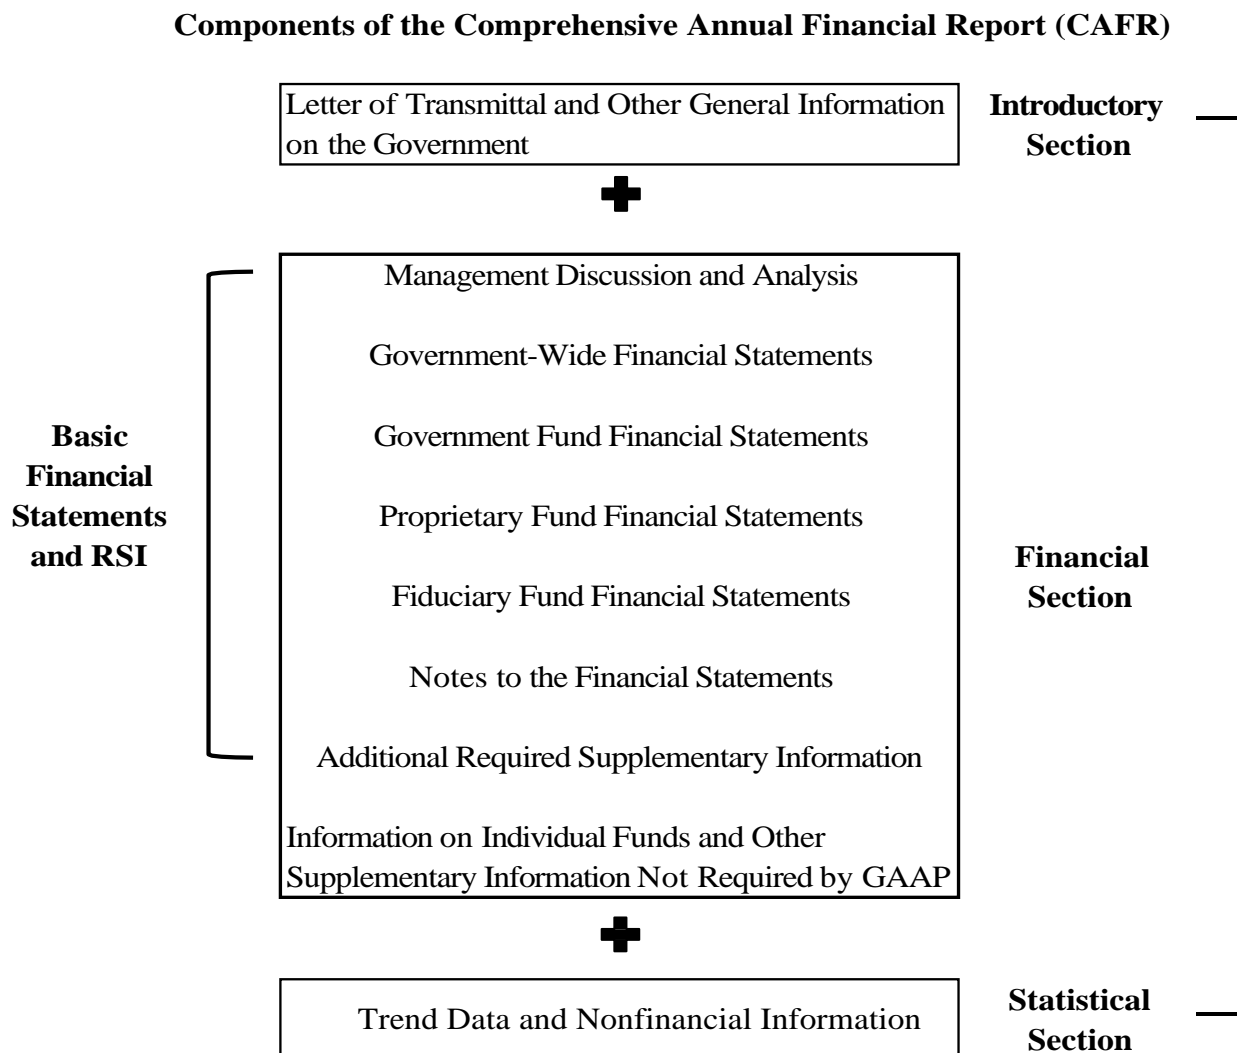 Components of the Comprehensive Annual Financial Report (CAFR)
Letter of Transmittal and Other General Information
on the Government
Introductory
Section
Management Discussion and Analysis
Government-Wide Financial Statements
Government Fund Financial Statements
Proprietary Fund Financial Statements
Fiduciary Fund Financial Statements
Notes to the Financial Statements
Additional Required Supplementary Information
Information on Individual Funds and Other
Supplementary Information Not Required by GAAP
Basic
Financial
Statements
and RSI
Financial
Section
Trend Data and Nonfinancial Information
Statistical
Section